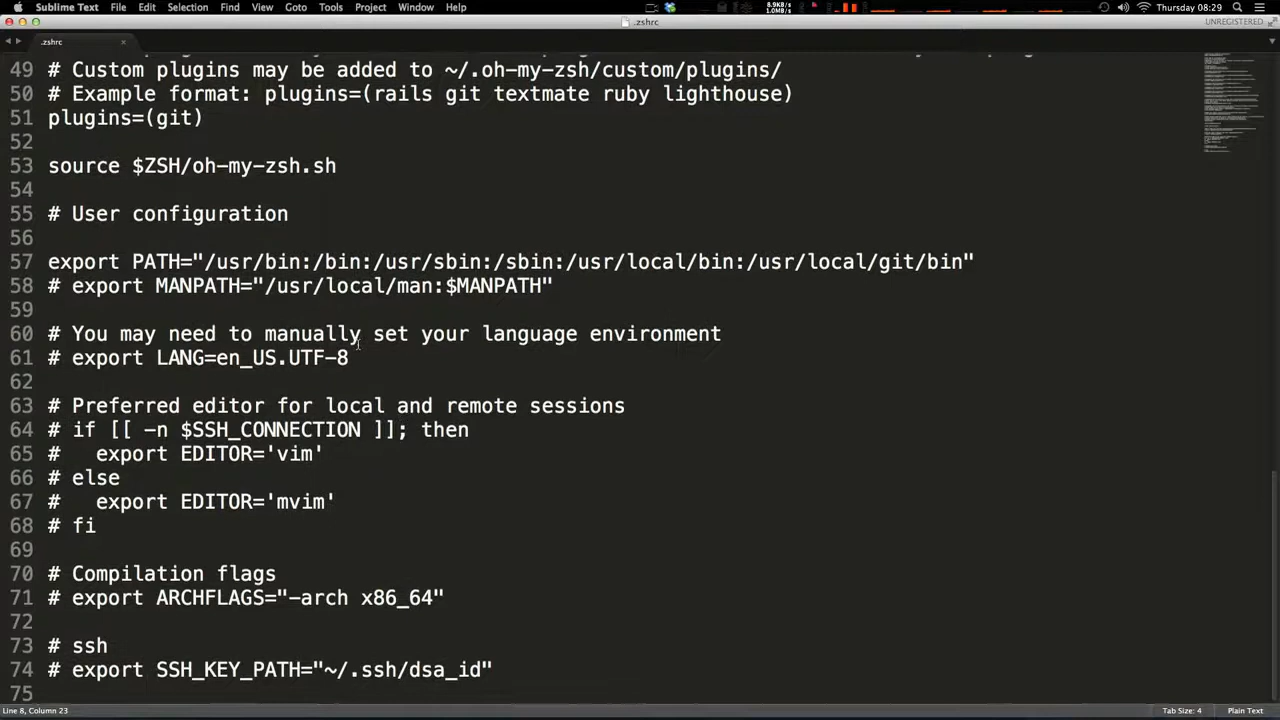 Sublime Text File Edit Selection Find View Goto Tools Project Window Help 8.9KB/s 1.0MB/s Thursday 08:29
.zshrc UNREGISTERED
.zshrc
49 # Custom plugins may be added to ~/.oh-my-zsh/custom/plugins/
50 # Example format: plugins=(rails git textmate ruby lighthouse)
51 plugins=(git)
52
53 source $ZSH/oh-my-zsh.sh
54
55 # User configuration
56
57 export PATH="/usr/bin:/bin:/usr/sbin:/sbin:/usr/local/bin:/usr/local/git/bin"
58 # export MANPATH="/usr/local/man:$MANPATH"
59
60 # You may need to manually set your language environment
61 # export LANG=en_US.UTF-8
62
63 # Preferred editor for local and remote sessions
64 # if [[ -n $SSH_CONNECTION ]]; then
65 #   export EDITOR='vim'
66 # else
67 #   export EDITOR='mvim'
68 # fi
69
70 # Compilation flags
71 # export ARCHFLAGS="-arch x86_64"
72
73 # ssh
74 # export SSH_KEY_PATH="~/.ssh/dsa_id"
75
Line 8, Column 23 Tab Size: 4 Plain Text